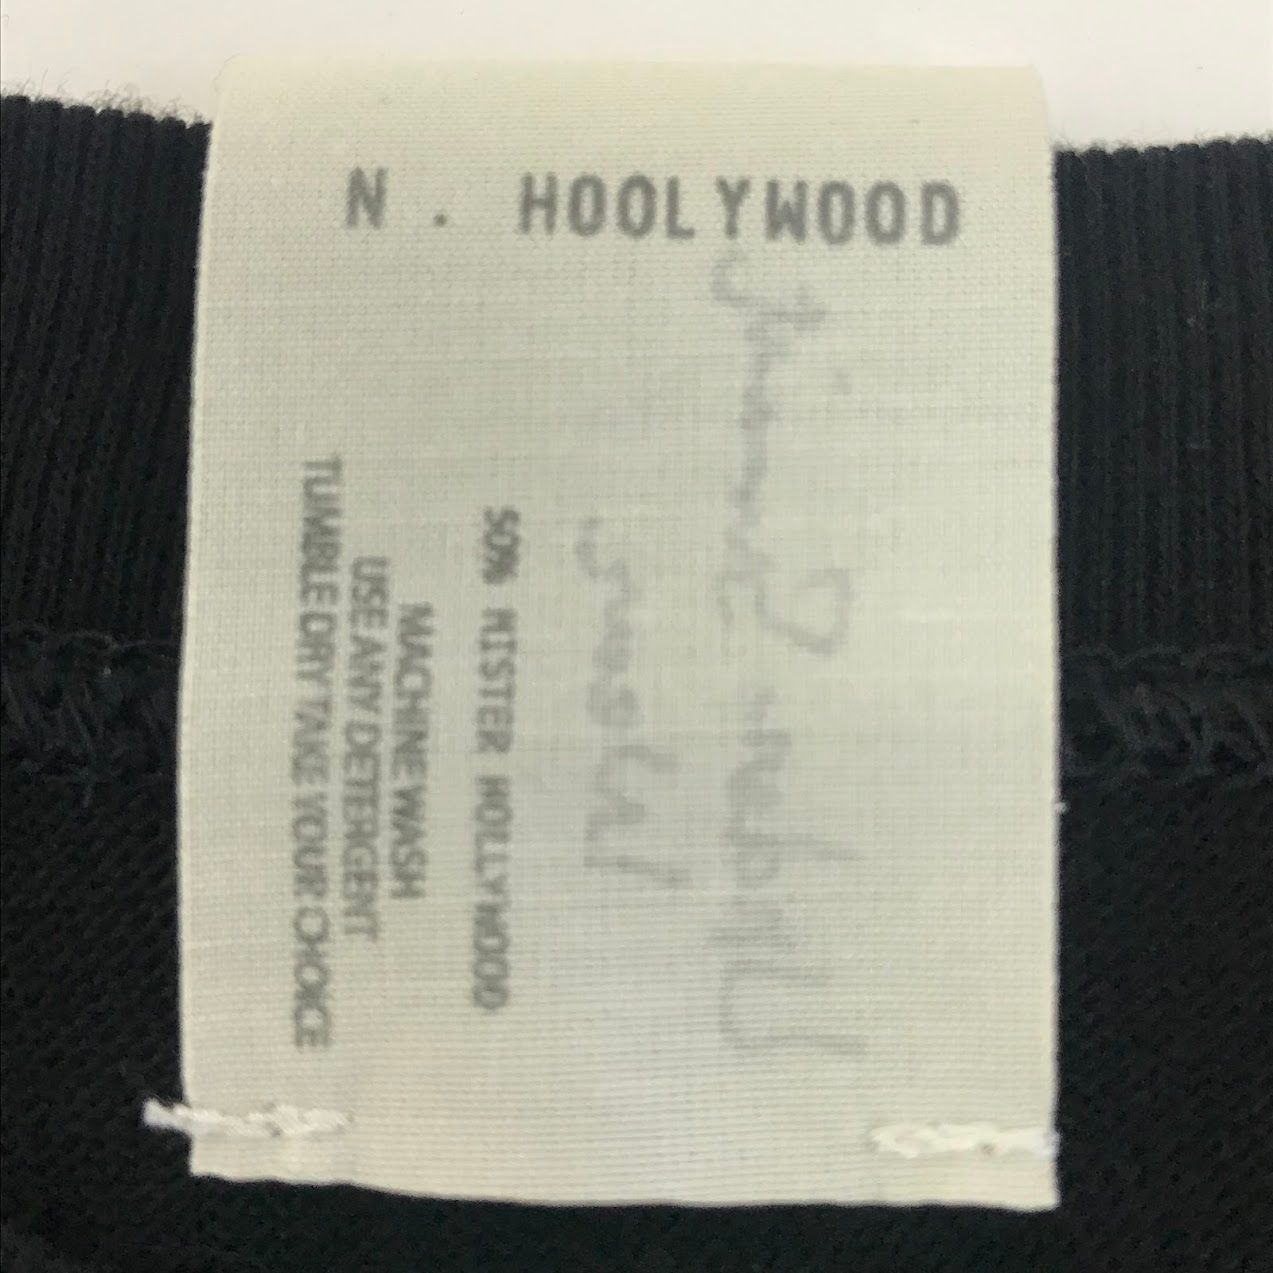 N. HOOLYWOOD
50% MISTER HOLLYWOOD
MACHINE WASH
USE ANY DETERGENT
TUMBLE DRY TAKE YOUR CHOICE